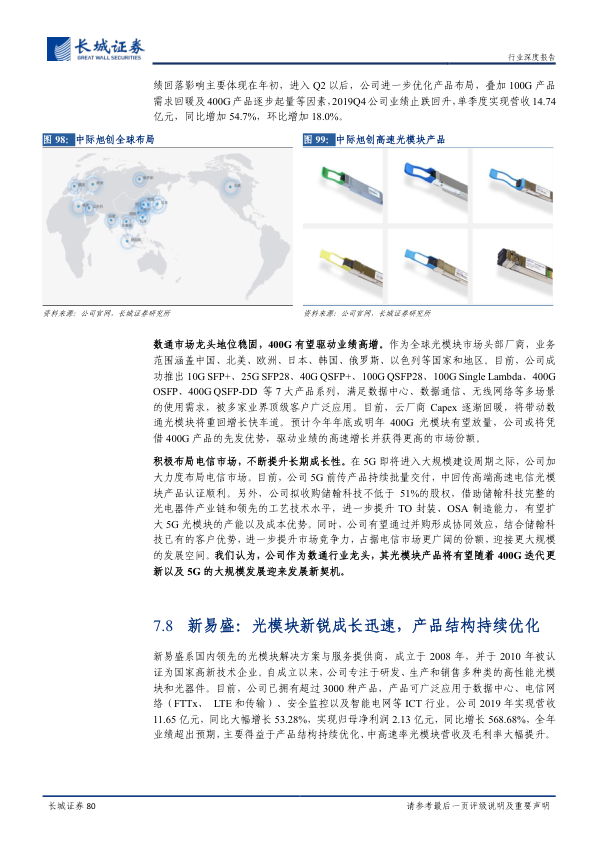 长城证券
GREAT WALL SECURITIES
行业深度报告
绩回落影响主要体现在年初，进入 Q2 以后，公司进一步优化产品布局，叠加 100G 产品
需求回暖及 400G 产品逐步起量等因素，2019Q4 公司业绩止跌回升，单季度实现营收 14.74
亿元，同比增加 54.7%，环比增加 18.0%。
图 98：中际旭创全球布局
图 99：中际旭创高速光模块产品
资料来源：公司官网，长城证券研究所
资料来源：公司官网，长城证券研究所
数通市场龙头地位稳固，400G 有望驱动业绩高增。作为全球光模块市场头部厂商，业务
范围涵盖中国、北美、欧洲、日本、韩国、俄罗斯、以色列等国家和地区。目前，公司成
功推出 10G SFP+、25G SFP28、40G QSFP+、100G QSFP28、100G Single Lambda、400G
OSFP、400G QSFP-DD 等 7 大产品系列，满足数据中心、数据通信、无线网络等多场景
的使用需求，被多家业界顶级客户广泛应用。目前，云厂商 Capex 逐渐回暖，将带动数
通光模块将重回增长快车道。预计今年年底或明年 400G 光模块有望放量，公司或将凭
借 400G 产品的先发优势，驱动业绩的高速增长并获得更高的市场份额。
积极布局电信市场，不断提升长期成长性。在 5G 即将进入大规模建设周期之际，公司加
大力度布局电信市场。目前，公司 5G 前传产品持续批量交付，中回传高端高速电信光模
块产品认证顺利。另外，公司拟收购储翰科技不低于 51%的股权，借助储翰科技完整的
光电器件产业链和领先的工艺技术水平，进一步提升 TO 封装、OSA 制造能力，有望扩
大 5G 光模块的产能以及成本优势。同时，公司有望通过并购形成协同效应，结合储翰科
技已有的客户优势，进一步提升市场竞争力，占据电信市场更广阔的份额，迎接更大规模
的发展空间。我们认为，公司作为数通行业龙头，其光模块产品将有望随着 400G 迭代更
新以及 5G 的大规模发展迎来发展新契机。
7.8 新易盛：光模块新锐成长迅速，产品结构持续优化
新易盛系国内领先的光模块解决方案与服务提供商，成立于 2008 年，并于 2010 年被认
证为国家高新技术企业。自成立以来，公司专注于研发、生产和销售多种类的高性能光模
块和光器件。目前，公司已拥有超过 3000 种产品，产品可广泛应用于数据中心、电信网
络（FTTx、 LTE 和传输）、安全监控以及智能电网等 ICT 行业。公司 2019 年实现营收
11.65 亿元，同比大幅增长 53.28%，实现归母净利润 2.13 亿元，同比增长 568.68%，全年
业绩超出预期，主要得益于产品结构持续优化，中高速率光模块营收及毛利率大幅提升。
长城证券 80
请参考最后一页评级说明及重要声明